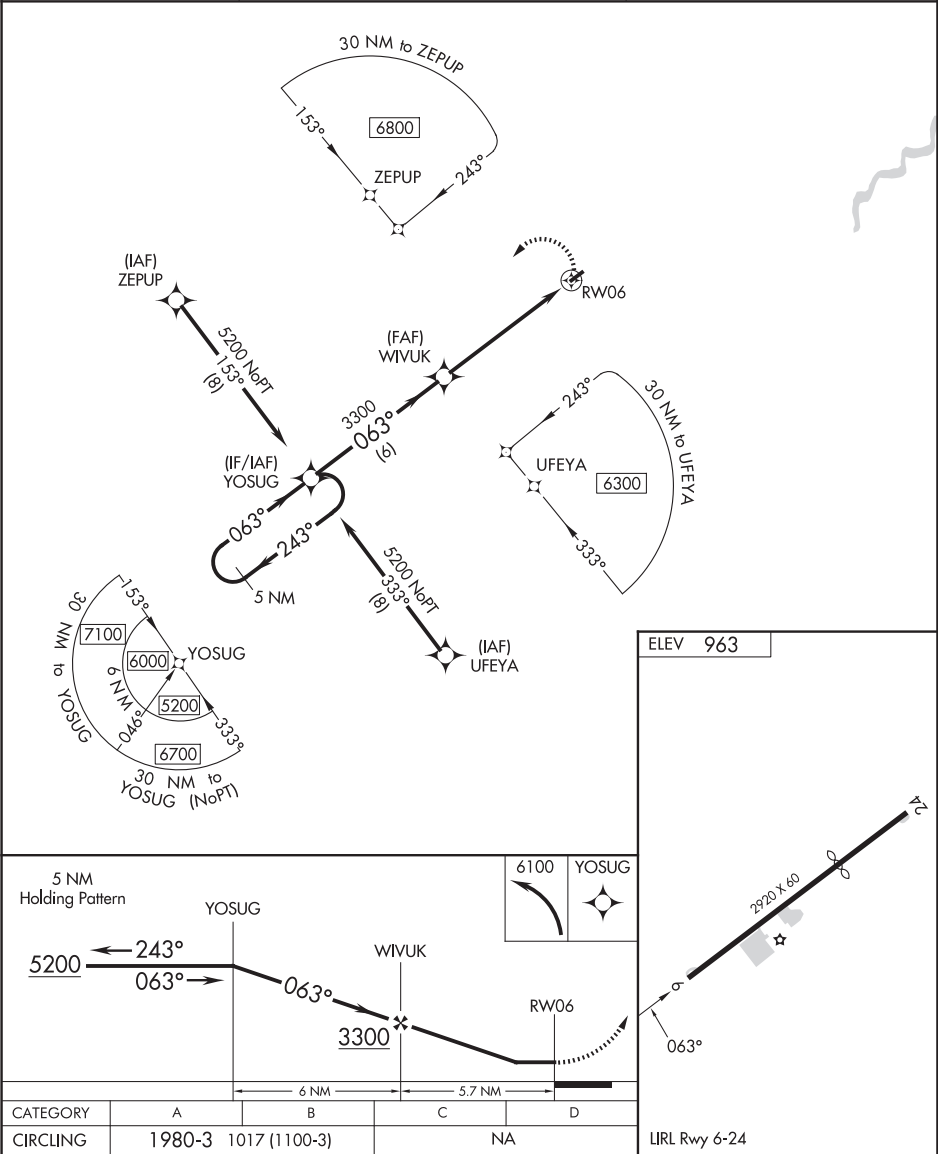 30 NM to ZEPUP
6800
153°
243°
ZEPUP
(IAF)
ZEPUP
5200 NoPT
153°
(8)
RW06
(FAF)
WIVUK
3300
063°
(6)
(IF/IAF)
YOSUG
063°
243°
5 NM
243°
30 NM to UFEYA
UFEYA
6300
333°
5200 NoPT
333°
(8)
(IAF)
UFEYA
153°
30 NM to YOSUG
7100
6000
YOSUG
6 NM
5200
046°
333°
6700
30 NM to
YOSUG (NoPT)
ELEV 963
24
2920 X 60
6
063°
LIRL Rwy 6-24
5 NM
Holding Pattern
YOSUG
6100
YOSUG
243°
5200
063°
063°
WIVUK
3300
RW06
6 NM
5.7 NM
CATEGORY A B C D
CIRCLING 1980-3 1017 (1100-3) NA